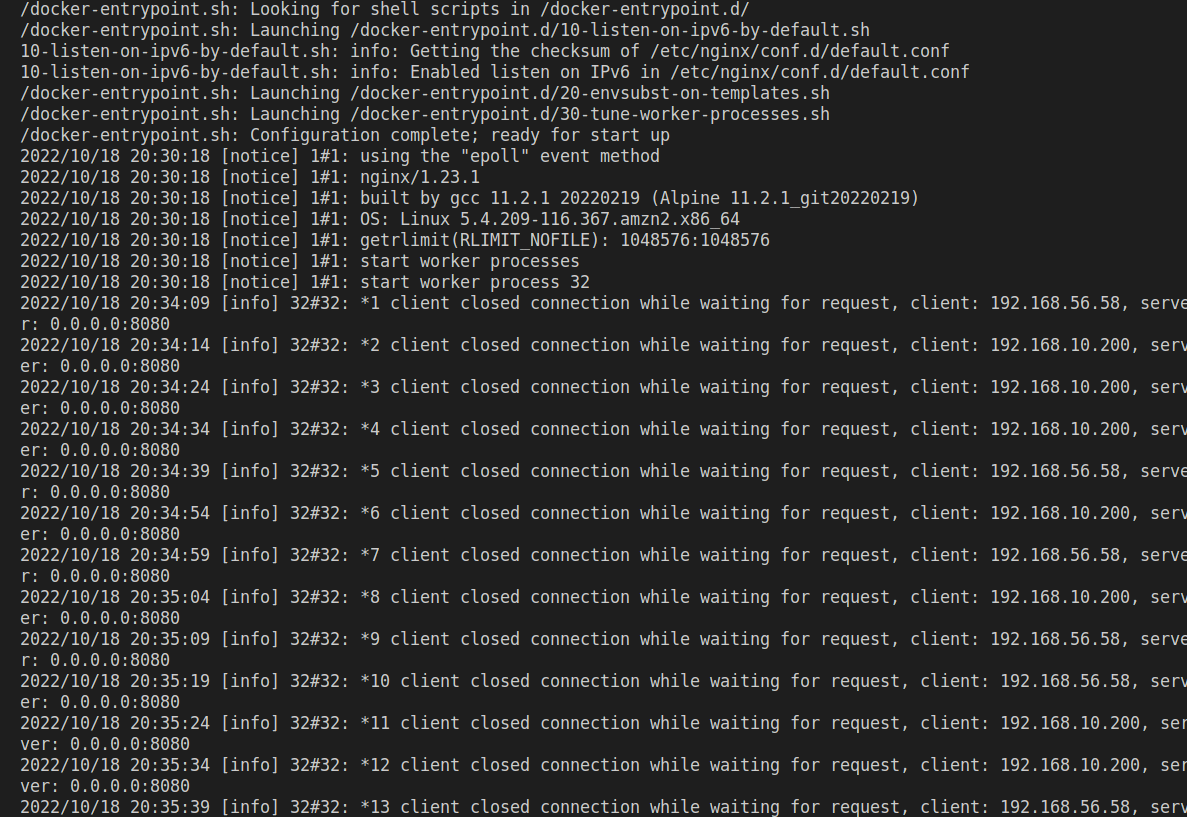 /docker-entrypoint.sh: Looking for shell scripts in /docker-entrypoint.d/
/docker-entrypoint.sh: Launching /docker-entrypoint.d/10-listen-on-ipv6-by-default.sh
10-listen-on-ipv6-by-default.sh: info: Getting the checksum of /etc/nginx/conf.d/default.conf
10-listen-on-ipv6-by-default.sh: info: Enabled listen on IPv6 in /etc/nginx/conf.d/default.conf
/docker-entrypoint.sh: Launching /docker-entrypoint.d/20-envsubst-on-templates.sh
/docker-entrypoint.sh: Launching /docker-entrypoint.d/30-tune-worker-processes.sh
/docker-entrypoint.sh: Configuration complete; ready for start up
2022/10/18 20:30:18 [notice] 1#1: using the "epoll" event method
2022/10/18 20:30:18 [notice] 1#1: nginx/1.23.1
2022/10/18 20:30:18 [notice] 1#1: built by gcc 11.2.1 20220219 (Alpine 11.2.1_git20220219)
2022/10/18 20:30:18 [notice] 1#1: OS: Linux 5.4.209-116.367.amzn2.x86_64
2022/10/18 20:30:18 [notice] 1#1: getrlimit(RLIMIT_NOFILE): 1048576:1048576
2022/10/18 20:30:18 [notice] 1#1: start worker processes
2022/10/18 20:30:18 [notice] 1#1: start worker process 32
2022/10/18 20:34:09 [info] 32#32: *1 client closed connection while waiting for request, client: 192.168.56.58, serve
r: 0.0.0.0:8080
2022/10/18 20:34:14 [info] 32#32: *2 client closed connection while waiting for request, client: 192.168.10.200, serv
er: 0.0.0.0:8080
2022/10/18 20:34:24 [info] 32#32: *3 client closed connection while waiting for request, client: 192.168.10.200, serv
er: 0.0.0.0:8080
2022/10/18 20:34:34 [info] 32#32: *4 client closed connection while waiting for request, client: 192.168.10.200, serv
er: 0.0.0.0:8080
2022/10/18 20:34:39 [info] 32#32: *5 client closed connection while waiting for request, client: 192.168.56.58, serve
r: 0.0.0.0:8080
2022/10/18 20:34:54 [info] 32#32: *6 client closed connection while waiting for request, client: 192.168.10.200, serv
er: 0.0.0.0:8080
2022/10/18 20:34:59 [info] 32#32: *7 client closed connection while waiting for request, client: 192.168.56.58, serve
r: 0.0.0.0:8080
2022/10/18 20:35:04 [info] 32#32: *8 client closed connection while waiting for request, client: 192.168.10.200, serv
er: 0.0.0.0:8080
2022/10/18 20:35:09 [info] 32#32: *9 client closed connection while waiting for request, client: 192.168.56.58, serve
r: 0.0.0.0:8080
2022/10/18 20:35:19 [info] 32#32: *10 client closed connection while waiting for request, client: 192.168.56.58, serv
er: 0.0.0.0:8080
2022/10/18 20:35:24 [info] 32#32: *11 client closed connection while waiting for request, client: 192.168.10.200, ser
ver: 0.0.0.0:8080
2022/10/18 20:35:34 [info] 32#32: *12 client closed connection while waiting for request, client: 192.168.10.200, ser
ver: 0.0.0.0:8080
2022/10/18 20:35:39 [info] 32#32: *13 client closed connection while waiting for request, client: 192.168.56.58, serv